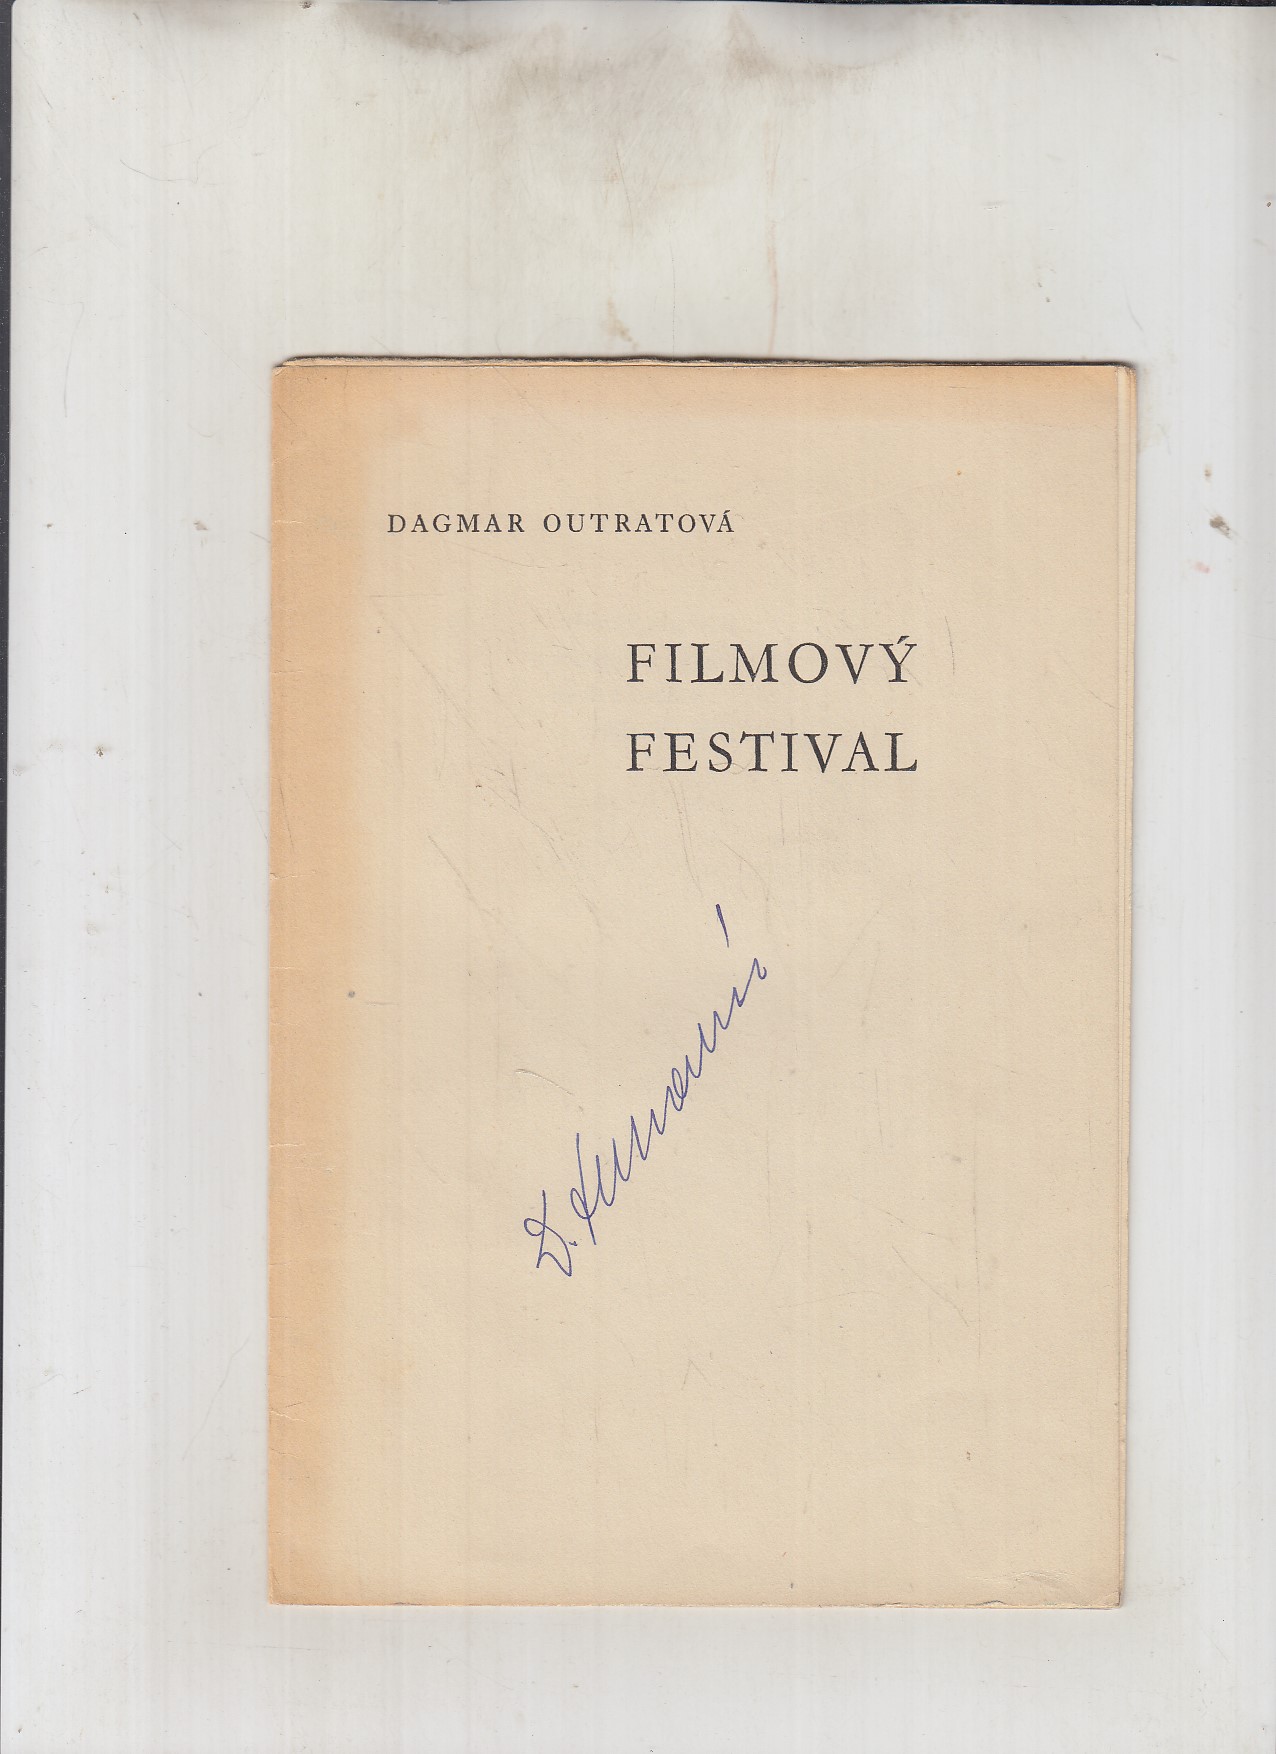 DAGMAR OUTRATOVÁ
FILMOVÝ
FESTIVAL
D.